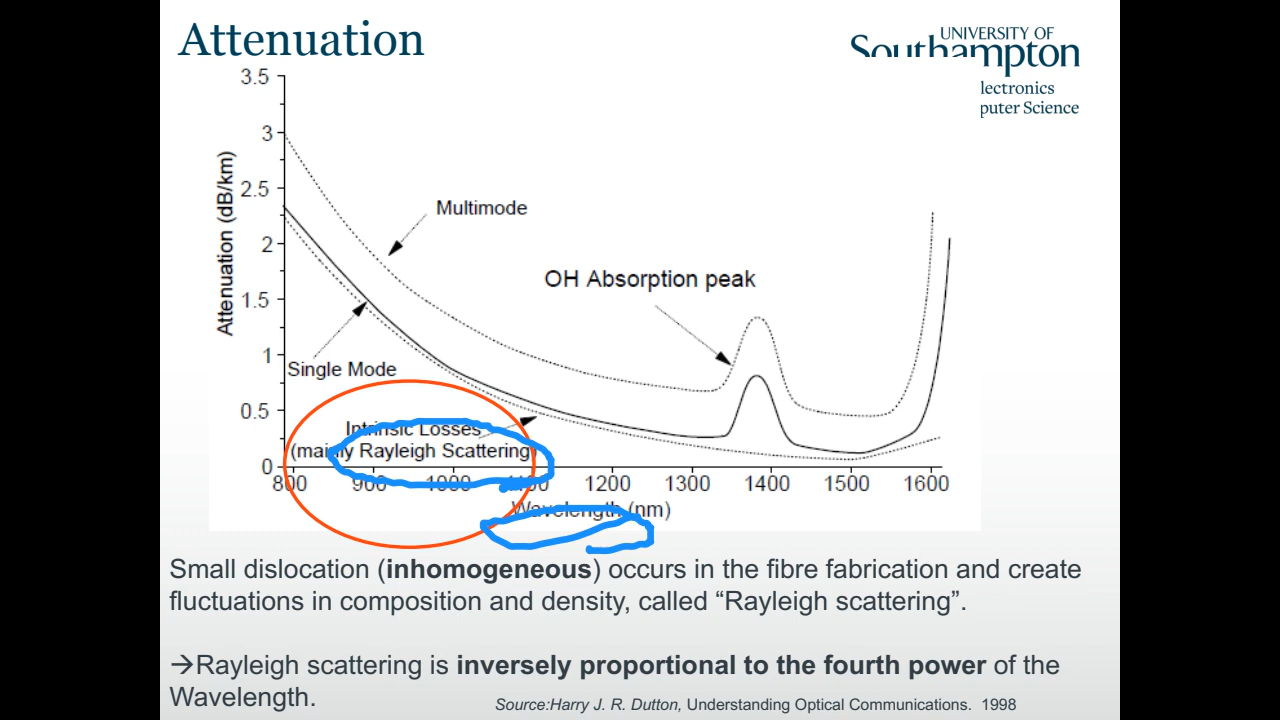 Attenuation
UNIVERSITY OF
Southampton
lectronics
puter Science
3.5
3
2.5
2
1.5
1
0.5
0
Attenuation (dB/km)
Multimode
OH Absorption peak
Single Mode
Intrinsic Losses
(mainly Rayleigh Scattering)
800 900 1000 1100 1200 1300 1400 1500 1600
Wavelength (nm)
Small dislocation (inhomogeneous) occurs in the fibre fabrication and create
fluctuations in composition and density, called “Rayleigh scattering”.
→Rayleigh scattering is inversely proportional to the fourth power of the
Wavelength.
Source:Harry J. R. Dutton, Understanding Optical Communications. 1998